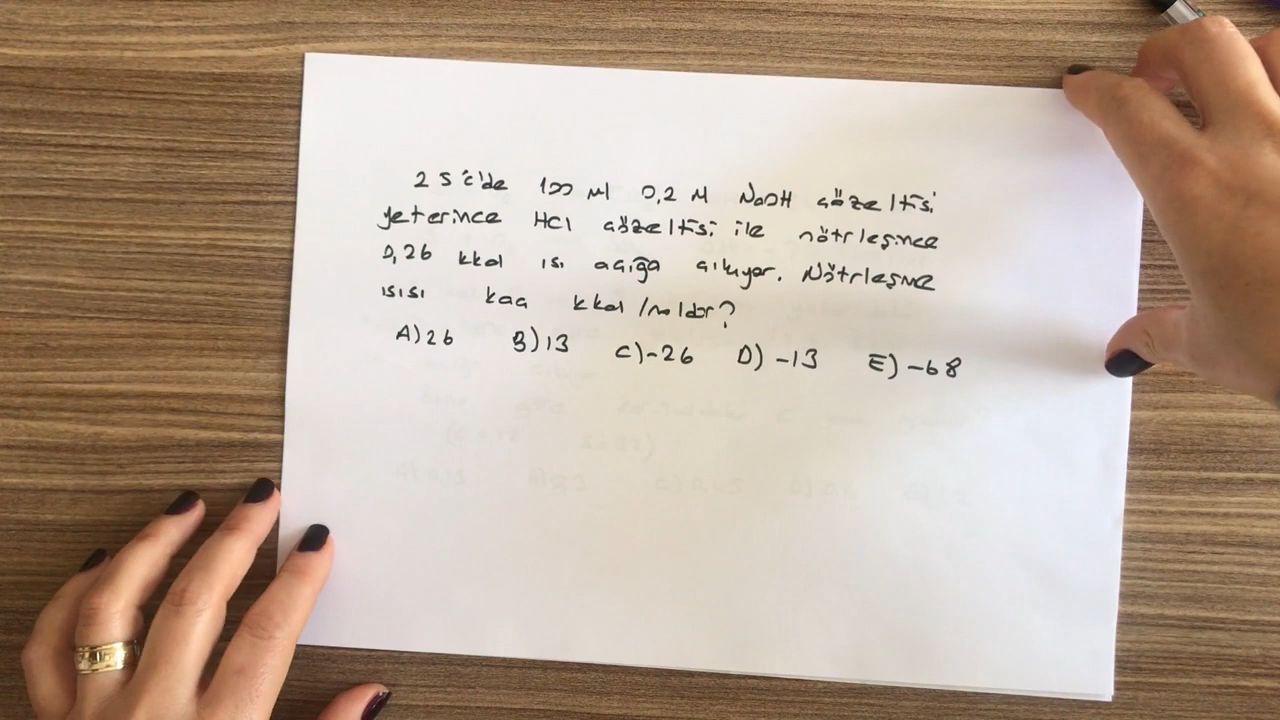 25 °C'de 100 ml 0,2 M NaOH çözeltisi
yeterince HCl çözeltisi ile nötrleşince
0,26 kkal ısı açığa çıkıyor. Nötrleşme
ısısı kaç kkal/moldür?
A) 26 B) 13 C) -26 D) -13 E) -68